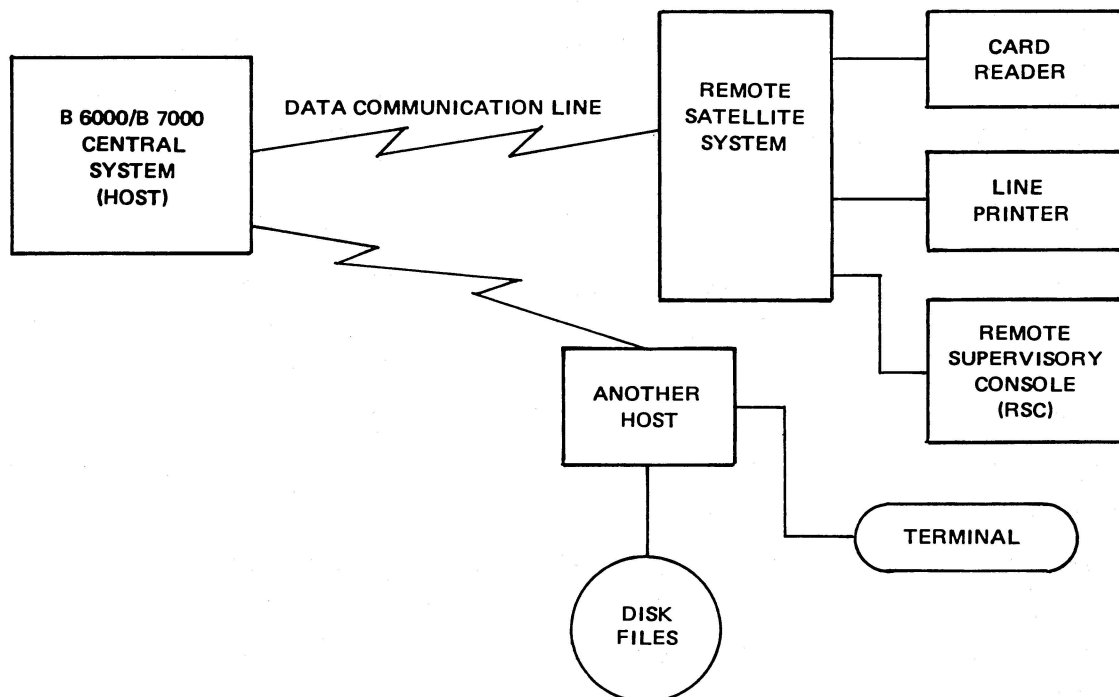 B 6000/B 7000
CENTRAL
SYSTEM
(HOST)
DATA COMMUNICATION LINE
REMOTE
SATELLITE
SYSTEM
CARD
READER
LINE
PRINTER
REMOTE
SUPERVISORY
CONSOLE
(RSC)
ANOTHER
HOST
TERMINAL
DISK
FILES